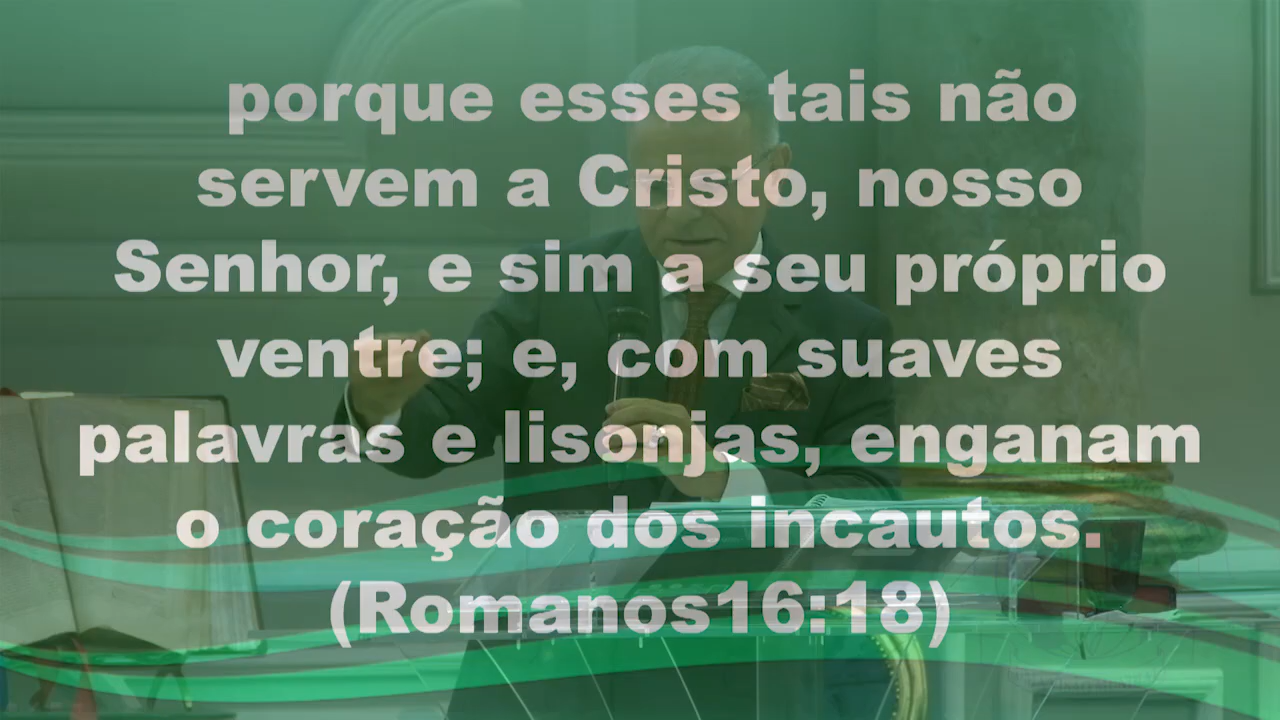 porque esses tais não
servem a Cristo, nosso
Senhor, e sim a seu próprio
ventre; e, com suaves
palavras e lisonjas, enganam
o coração dos incautos.
(Romanos16:18)